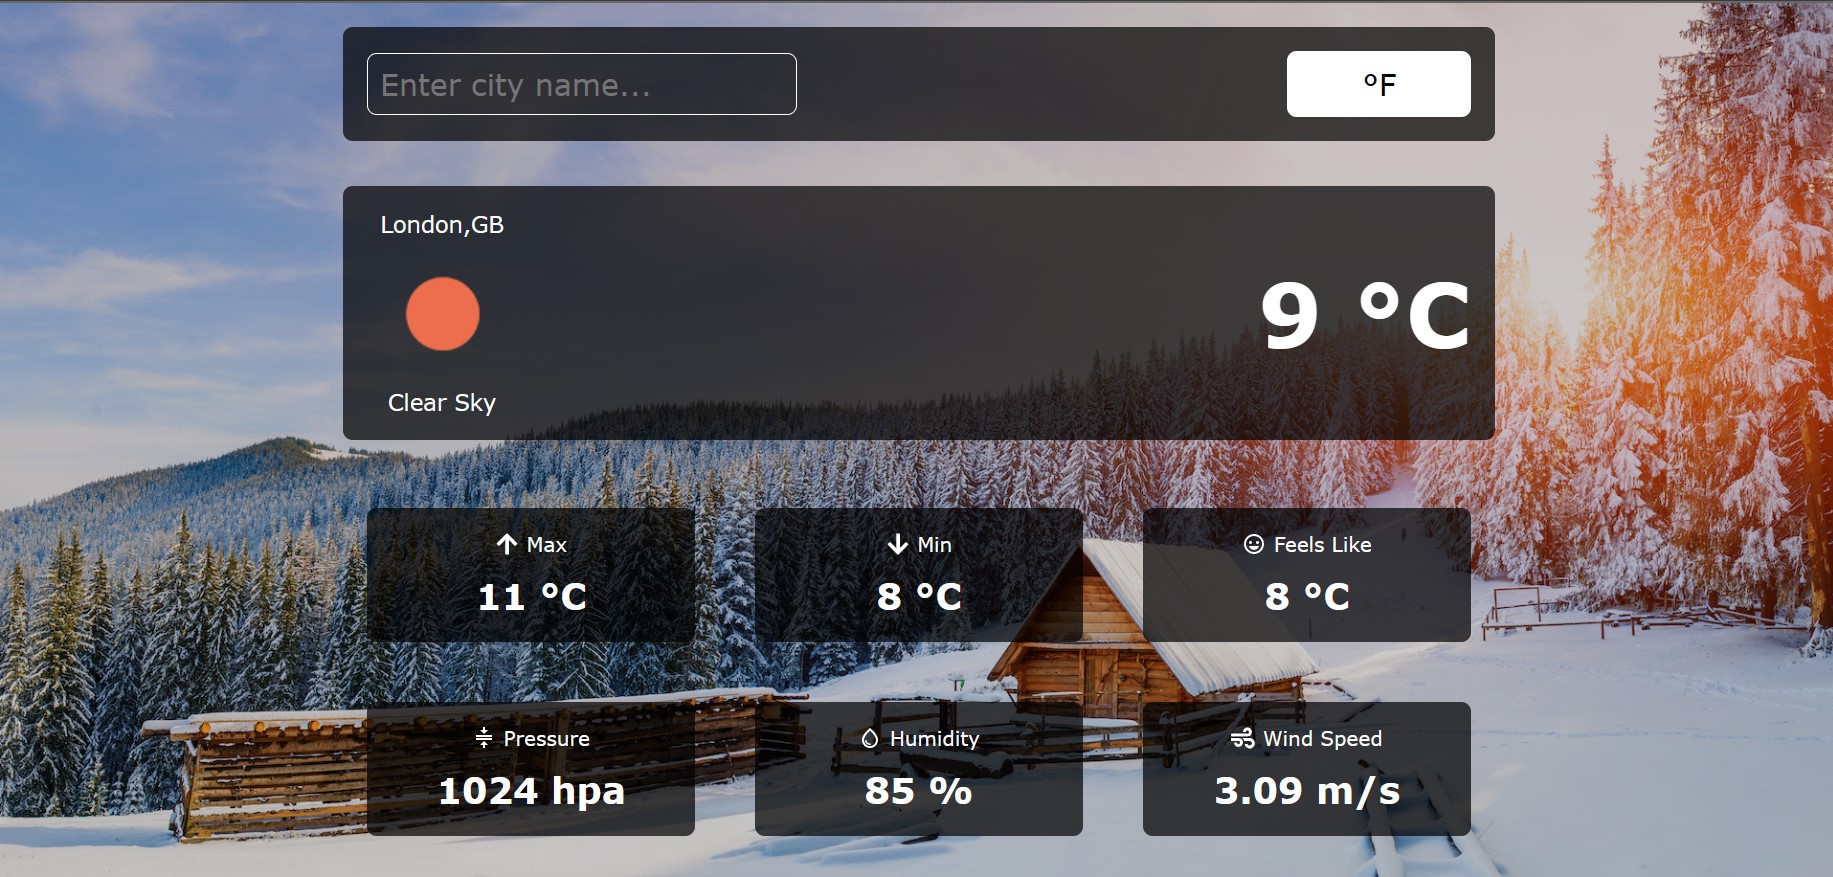 Enter city name...
°F
London,GB
9 °C
Clear Sky
Max
11 °C
Min
8 °C
Feels Like
8 °C
Pressure
1024 hpa
Humidity
85 %
Wind Speed
3.09 m/s